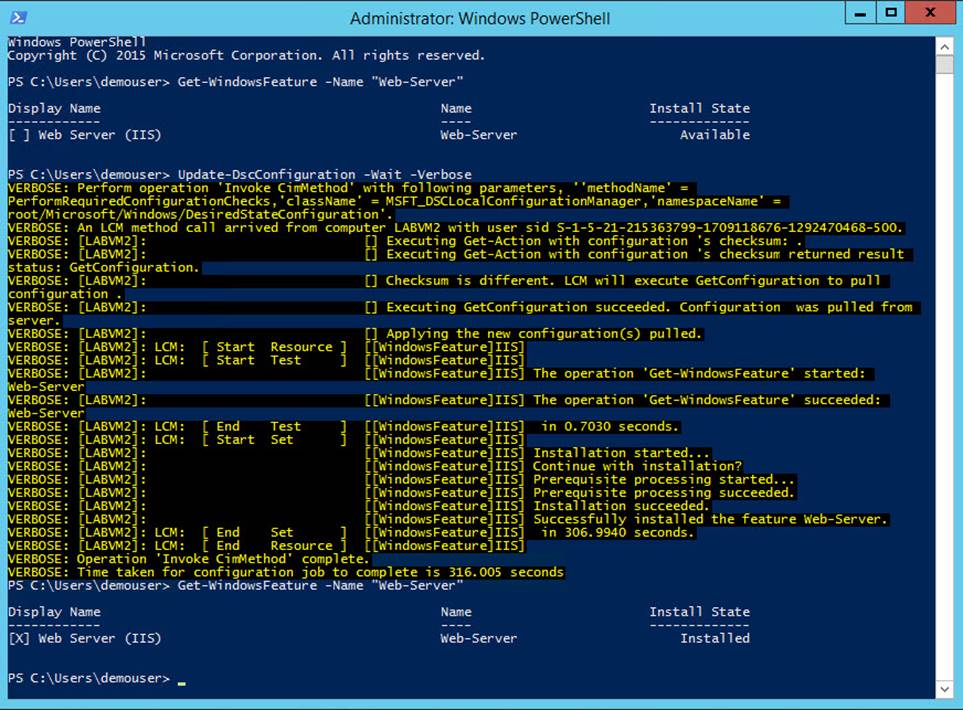 Administrator: Windows PowerShell
Windows PowerShell
Copyright (C) 2015 Microsoft Corporation. All rights reserved.
PS C:\Users\demouser> Get-WindowsFeature -Name "Web-Server"
Display Name Name Install State
------------ ---- -------------
[ ] Web Server (IIS) Web-Server Available
PS C:\Users\demouser> Update-DscConfiguration -Wait -Verbose
VERBOSE: Perform operation 'Invoke CimMethod' with following parameters, ''methodName' =
PerformRequiredConfigurationChecks,'className' = MSFT_DSCLocalConfigurationManager,'namespaceName' =
root/Microsoft/Windows/DesiredStateConfiguration'.
VERBOSE: An LCM method call arrived from computer LABVM2 with user sid S-1-5-21-215363799-1709118676-1292470468-500.
VERBOSE: [LABVM2]: [] Executing Get-Action with configuration 's checksum: .
VERBOSE: [LABVM2]: [] Executing Get-Action with configuration 's checksum returned result
status: GetConfiguration.
VERBOSE: [LABVM2]: [] Checksum is different. LCM will execute GetConfiguration to pull
configuration .
VERBOSE: [LABVM2]: [] Executing GetConfiguration succeeded. Configuration  was pulled from
server.
VERBOSE: [LABVM2]: [] Applying the new configuration(s) pulled.
VERBOSE: [LABVM2]: LCM:  [ Start  Resource ]  [[WindowsFeature]IIS]
VERBOSE: [LABVM2]: LCM:  [ Start  Test     ]  [[WindowsFeature]IIS]
VERBOSE: [LABVM2]: [[WindowsFeature]IIS] The operation 'Get-WindowsFeature' started:
Web-Server
VERBOSE: [LABVM2]: [[WindowsFeature]IIS] The operation 'Get-WindowsFeature' succeeded:
Web-Server
VERBOSE: [LABVM2]: LCM:  [ End    Test     ]  [[WindowsFeature]IIS]  in 0.7030 seconds.
VERBOSE: [LABVM2]: LCM:  [ Start  Set      ]  [[WindowsFeature]IIS]
VERBOSE: [LABVM2]: [[WindowsFeature]IIS] Installation started...
VERBOSE: [LABVM2]: [[WindowsFeature]IIS] Continue with installation?
VERBOSE: [LABVM2]: [[WindowsFeature]IIS] Prerequisite processing started...
VERBOSE: [LABVM2]: [[WindowsFeature]IIS] Prerequisite processing succeeded.
VERBOSE: [LABVM2]: [[WindowsFeature]IIS] Installation succeeded.
VERBOSE: [LABVM2]: [[WindowsFeature]IIS] Successfully installed the feature Web-Server.
VERBOSE: [LABVM2]: LCM:  [ End    Set      ]  [[WindowsFeature]IIS]  in 306.9940 seconds.
VERBOSE: [LABVM2]: LCM:  [ End    Resource ]  [[WindowsFeature]IIS]
VERBOSE: Operation 'Invoke CimMethod' complete.
VERBOSE: Time taken for configuration job to complete is 316.005 seconds
PS C:\Users\demouser> Get-WindowsFeature -Name "Web-Server"
Display Name Name Install State
------------ ---- -------------
[X] Web Server (IIS) Web-Server Installed
PS C:\Users\demouser> _